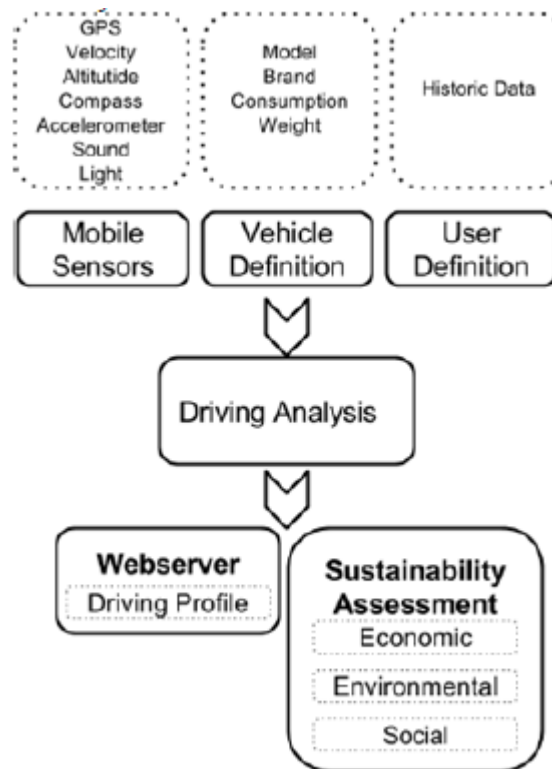 GPS
Velocity
Altitutide
Compass
Accelerometer
Sound
Light
Model
Brand
Consumption
Weight
Historic Data
Mobile
Sensors
Vehicle
Definition
User
Definition
Driving Analysis
Webserver
Driving Profile
Sustainability
Assessment
Economic
Environmental
Social